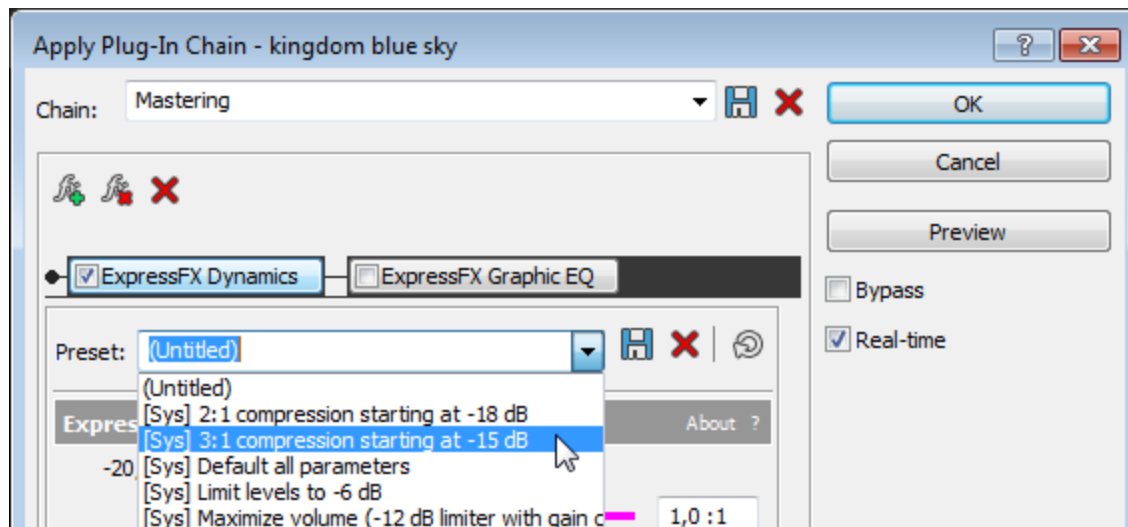 Apply Plug-In Chain - kingdom blue sky
Chain: Mastering
OK
Cancel
Preview
ExpressFX Dynamics
ExpressFX Graphic EQ
Bypass
Real-time
Preset: (Untitled)
(Untitled)
[Sys] 2:1 compression starting at -18 dB
Expres
About ?
[Sys] 3:1 compression starting at -15 dB
-20
[Sys] Default all parameters
[Sys] Limit levels to -6 dB
[Sys] Maximize volume (-12 dB limiter with gain c
1,0 :1